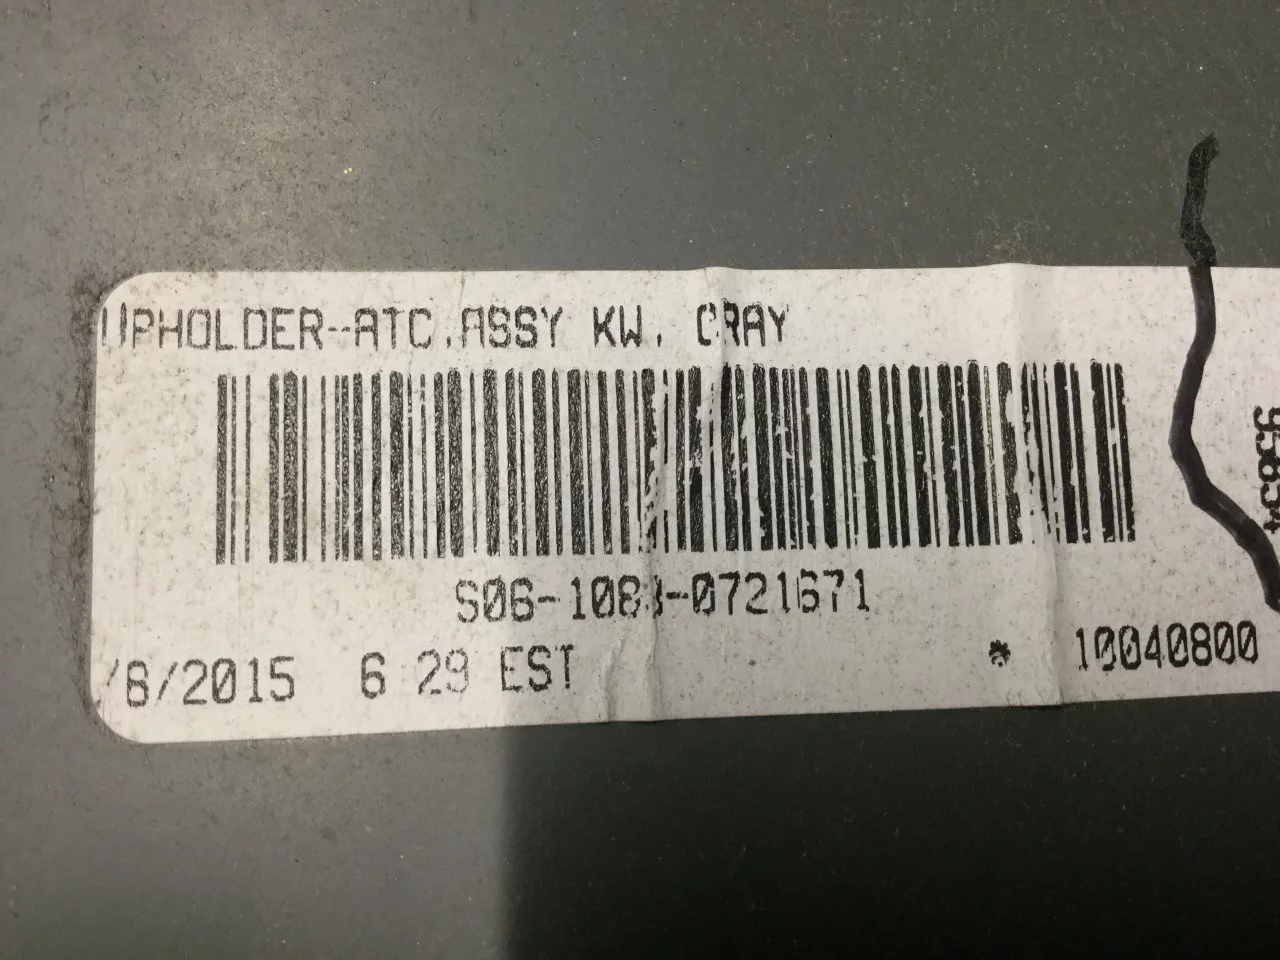 UPHOLDER--ATC,ASSY KW, GRAY
S06-1083-0721671
/8/2015 6 29 EST
* 10040800